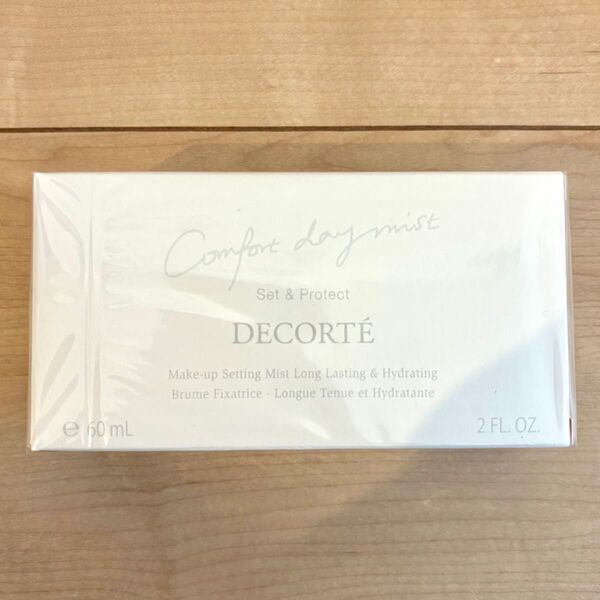 Comfort day mist
Set & Protect
DECORTÉ
Make-up Setting Mist Long Lasting & Hydrating
Brume Fixatrice - Longue Tenue et Hydratante
℮ 60 mL 2 FL. OZ.